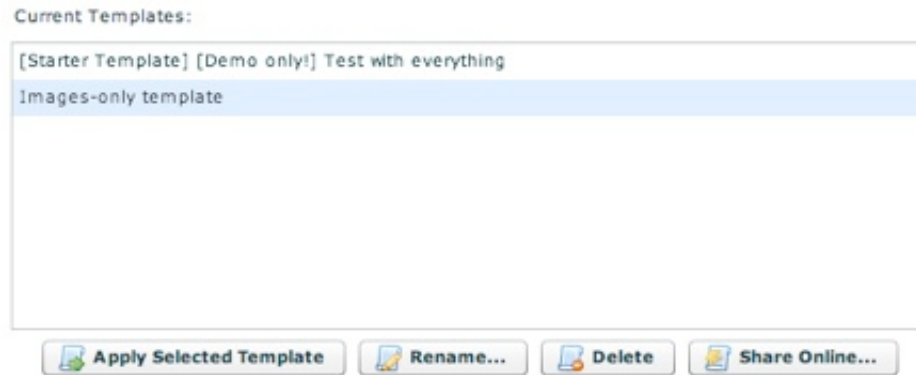 Current Templates:
[Starter Template] [Demo only!] Test with everything
Images-only template
Apply Selected Template Rename... Delete Share Online...